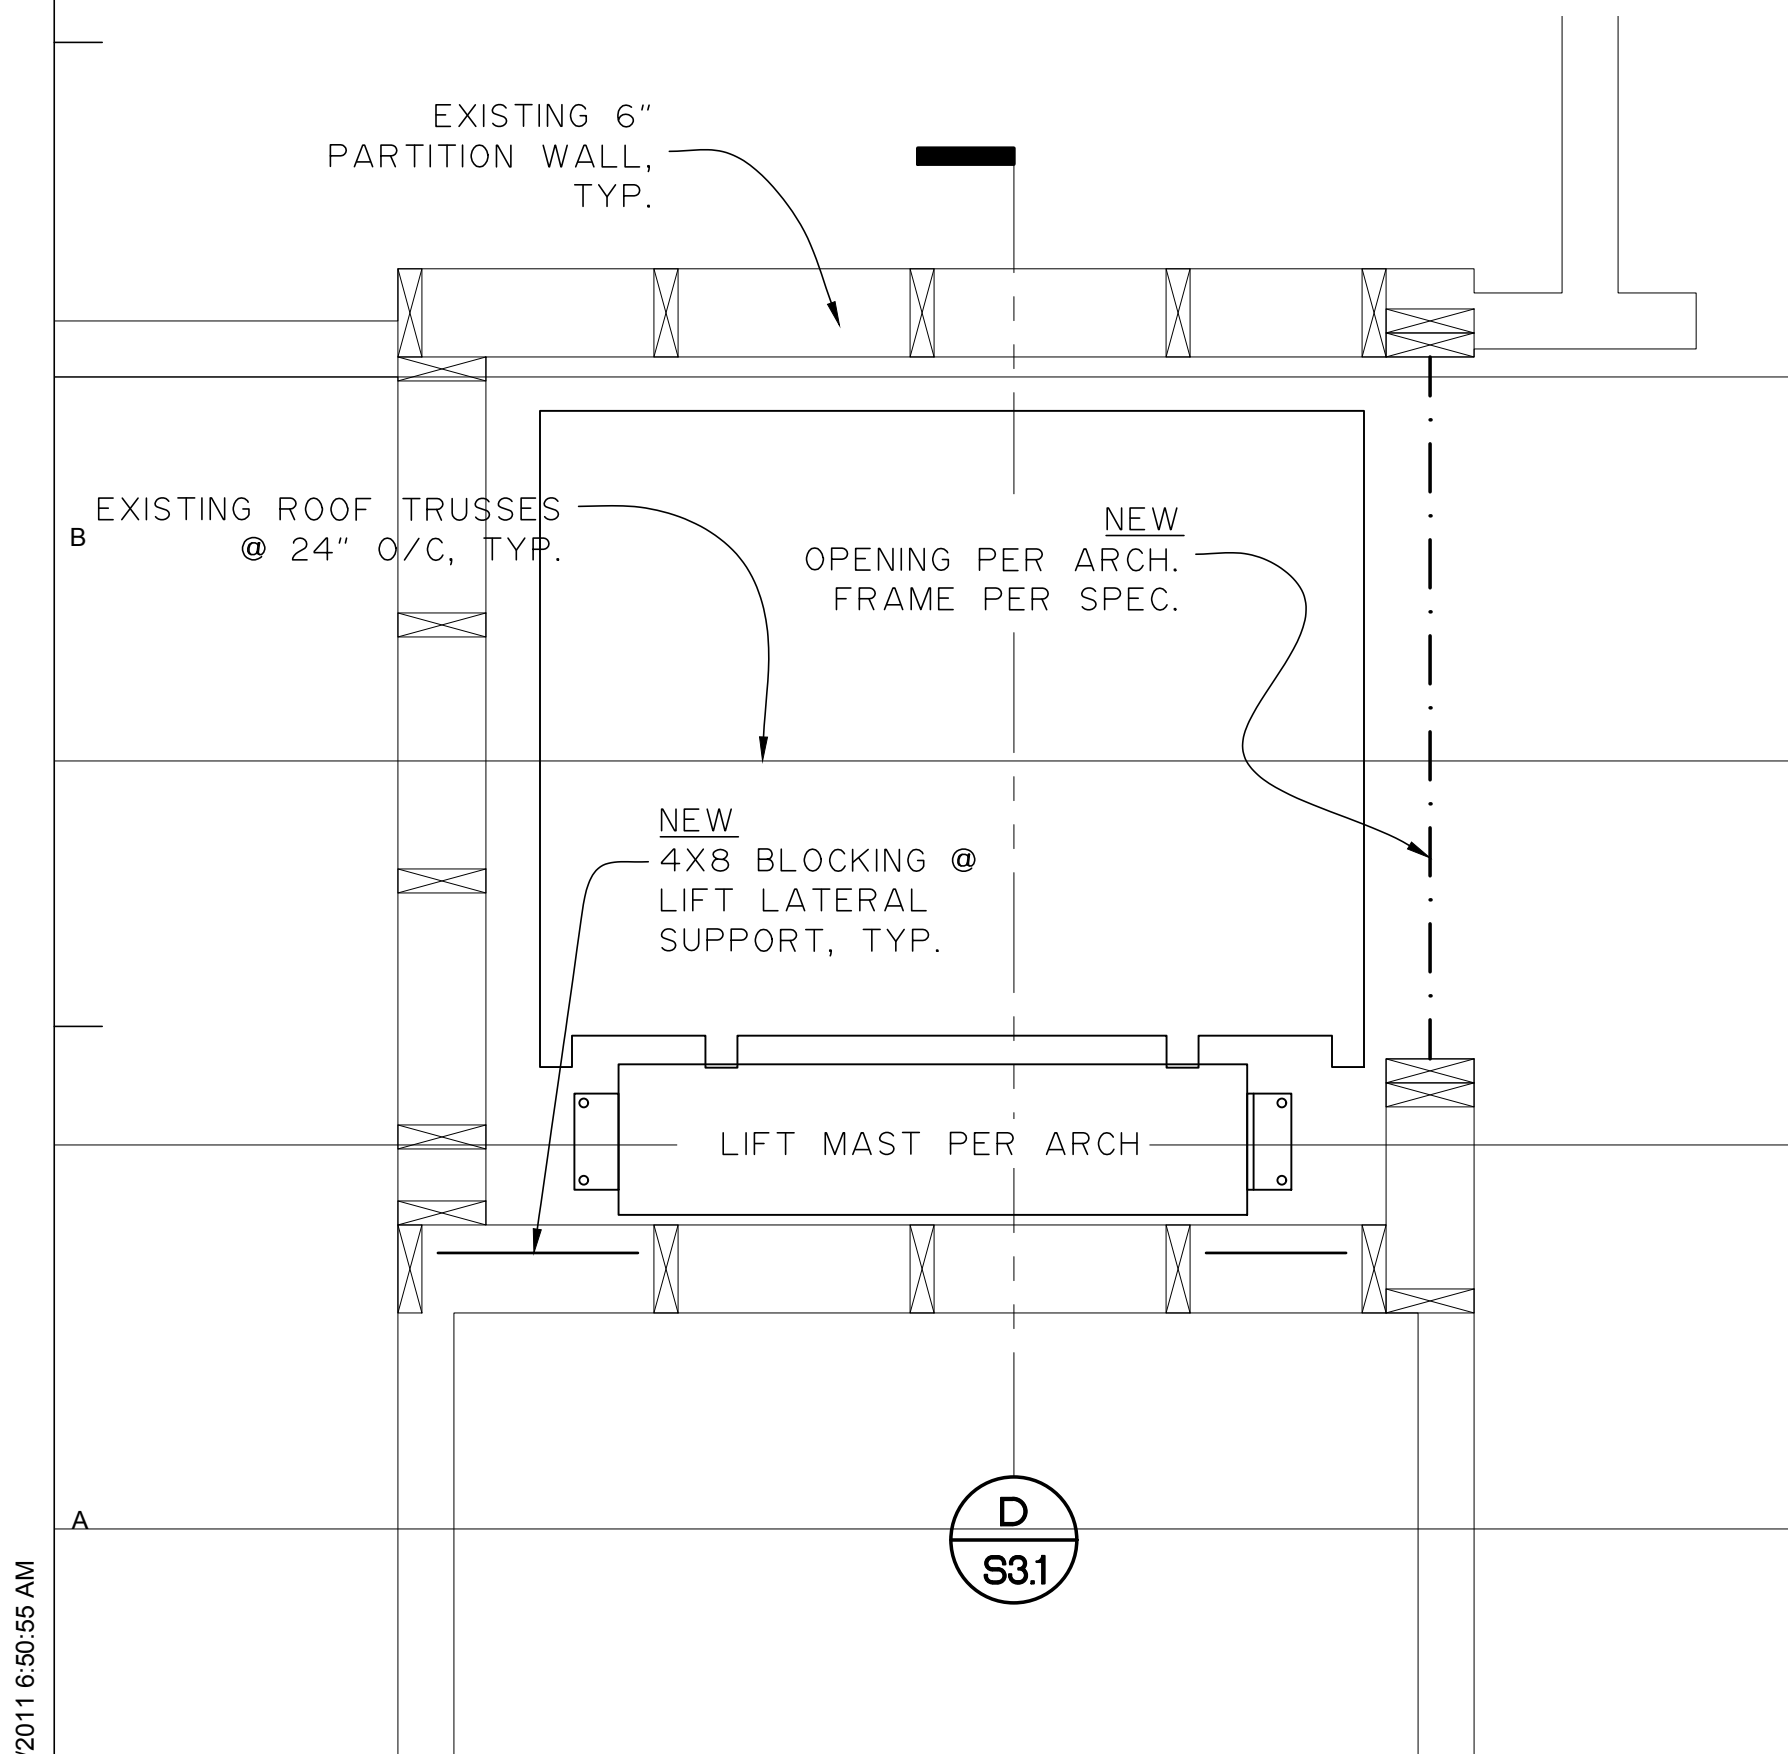 EXISTING 6"
PARTITION WALL,
TYP.
EXISTING ROOF TRUSSES
@ 24" O/C, TYP.
B
NEW
OPENING PER ARCH.
FRAME PER SPEC.
NEW
4X8 BLOCKING @
LIFT LATERAL
SUPPORT, TYP.
LIFT MAST PER ARCH
D
S3.1
A
/2011 6:50:55 AM